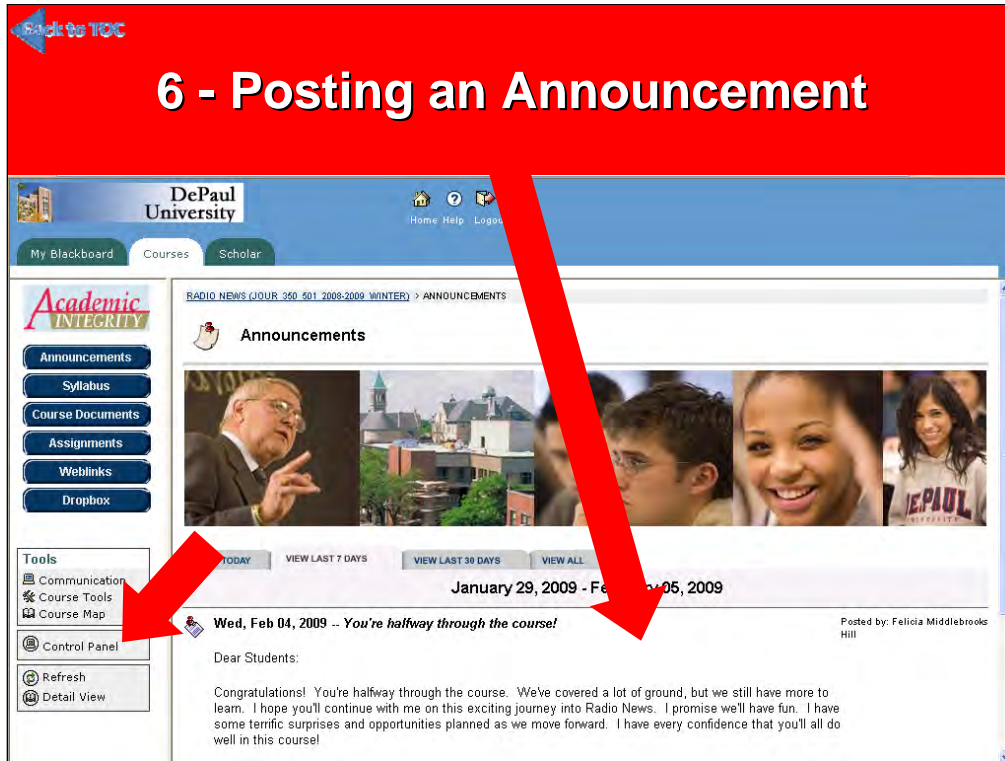 Back to TOC
6 - Posting an Announcement
DePaul
University
Home Help Logout
My Blackboard Courses Scholar
Academic
INTEGRITY
Announcements
Syllabus
Course Documents
Assignments
Weblinks
Dropbox
Tools
Communication
Course Tools
Course Map
Control Panel
Refresh
Detail View
RADIO NEWS (JOUR 350 501 2008-2009 WINTER) > ANNOUNCEMENTS
Announcements
DEPAUL
UNIVERSITY
TODAY VIEW LAST 7 DAYS VIEW LAST 30 DAYS VIEW ALL
January 29, 2009 - February 05, 2009
Wed, Feb 04, 2009 -- You're halfway through the course!
Posted by: Felicia Middlebrooks
Hill
Dear Students:
Congratulations! You're halfway through the course. We've covered a lot of ground, but we still have more to
learn. I hope you'll continue with me on this exciting journey into Radio News. I promise we'll have fun. I have
some terrific surprises and opportunities planned as we move forward. I have every confidence that you'll all do
well in this course!